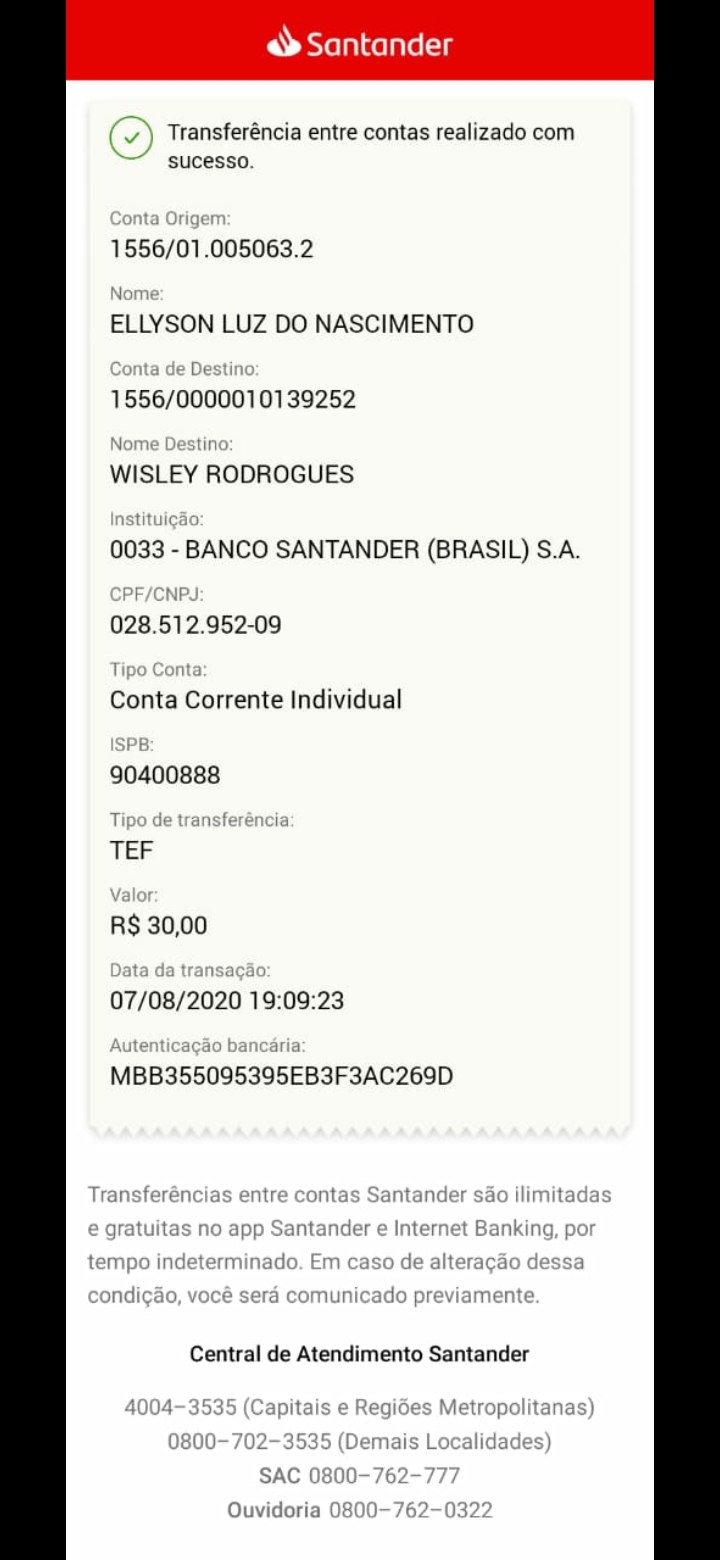 Santander
Transferência entre contas realizado com
sucesso.
Conta Origem:
1556/01.005063.2
Nome:
ELLYSON LUZ DO NASCIMENTO
Conta de Destino:
1556/0000010139252
Nome Destino:
WISLEY RODROGUES
Instituição:
0033 - BANCO SANTANDER (BRASIL) S.A.
CPF/CNPJ:
028.512.952-09
Tipo Conta:
Conta Corrente Individual
ISPB:
90400888
Tipo de transferência:
TEF
Valor:
R$ 30,00
Data da transação:
07/08/2020 19:09:23
Autenticação bancária:
MBB355095395EB3F3AC269D
Transferências entre contas Santander são ilimitadas
e gratuitas no app Santander e Internet Banking, por
tempo indeterminado. Em caso de alteração dessa
condição, você será comunicado previamente.
Central de Atendimento Santander
4004–3535 (Capitais e Regiões Metropolitanas)
0800–702–3535 (Demais Localidades)
SAC 0800–762–777
Ouvidoria 0800–762–0322